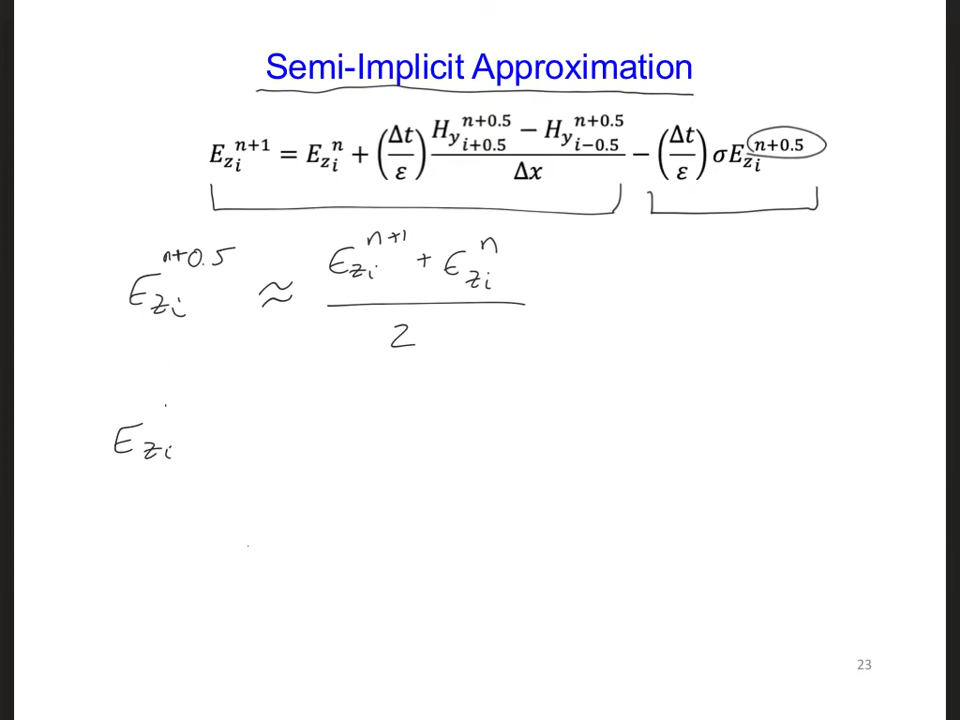 Semi-Implicit Approximation
E_{z_i}^{n+1} = E_{z_i}^{n} + (Δt/ε) (H_{y_{i+0.5}}^{n+0.5} − H_{y_{i−0.5}}^{n+0.5})/Δx − (Δt/ε) σE_{z_i}^{n+0.5}
E_{z_i}^{n+0.5} ≈ (E_{z_i}^{n+1} + E_{z_i}^{n})/2
E_{z_i}
23